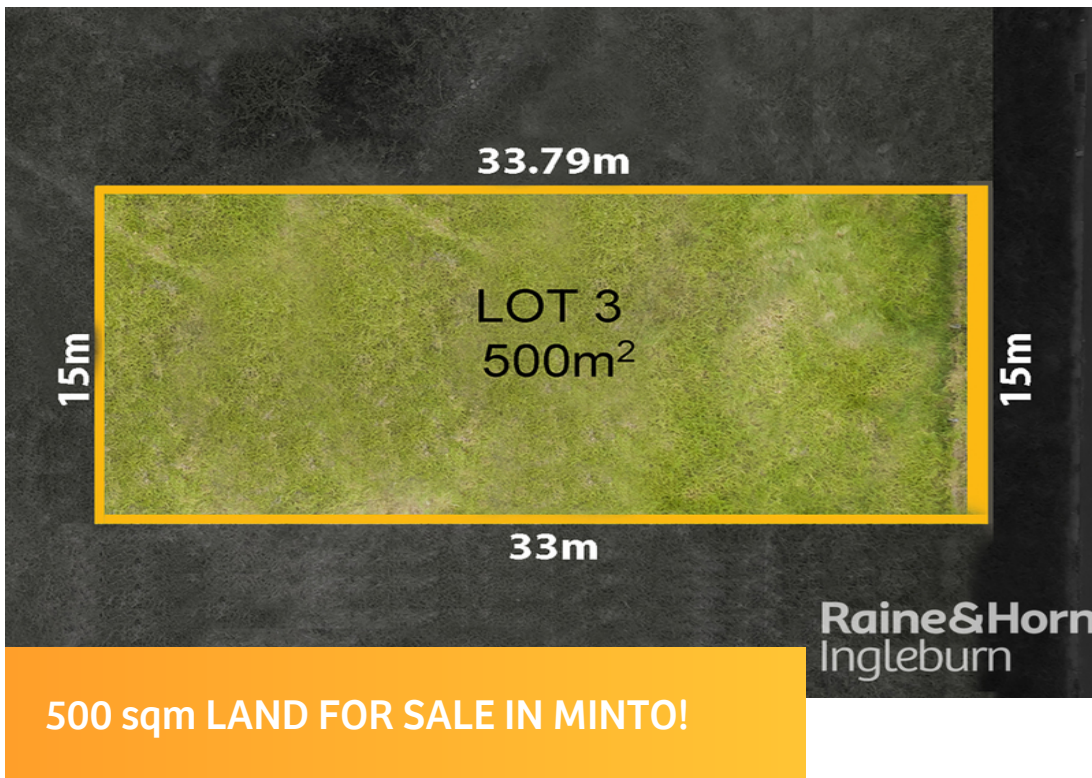 33.79m
LOT 3
500m²
15m
15m
33m
Raine&Horn
Ingleburn
500 sqm LAND FOR SALE IN MINTO!